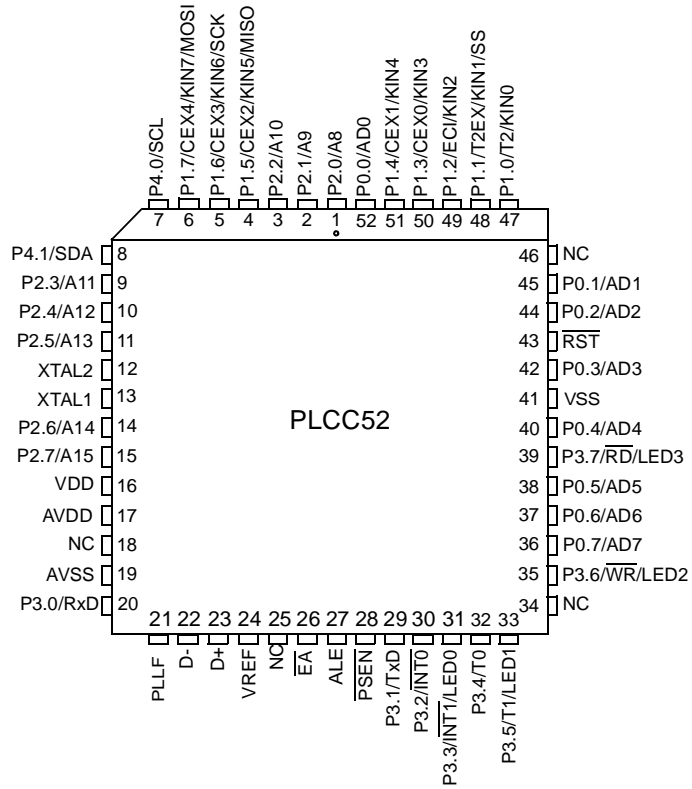 P4.0/SCL
P1.7/CEX4/KIN7/MOSI
P1.6/CEX3/KIN6/SCK
P1.5/CEX2/KIN5/MISO
P2.2/A10
P2.1/A9
P2.0/A8
P0.0/AD0
P1.4/CEX1/KIN4
P1.3/CEX0/KIN3
P1.2/ECI/KIN2
P1.1/T2EX/KIN1/SS
P1.0/T2/KIN0
7 6 5 4 3 2 1 52 51 50 49 48 47
P4.1/SDA 8
P2.3/A11 9
P2.4/A12 10
P2.5/A13 11
XTAL2 12
XTAL1 13
P2.6/A14 14
P2.7/A15 15
VDD 16
AVDD 17
NC 18
AVSS 19
P3.0/RxD 20
PLCC52
46 NC
45 P0.1/AD1
44 P0.2/AD2
43 RST
42 P0.3/AD3
41 VSS
40 P0.4/AD4
39 P3.7/RD/LED3
38 P0.5/AD5
37 P0.6/AD6
36 P0.7/AD7
35 P3.6/WR/LED2
34 NC
21 22 23 24 25 26 27 28 29 30 31 32 33
PLLF
D-
D+
VREF
NC
EA
ALE
PSEN
P3.1/TxD
P3.2/INT0
P3.3/INT1/LED0
P3.4/T0
P3.5/T1/LED1